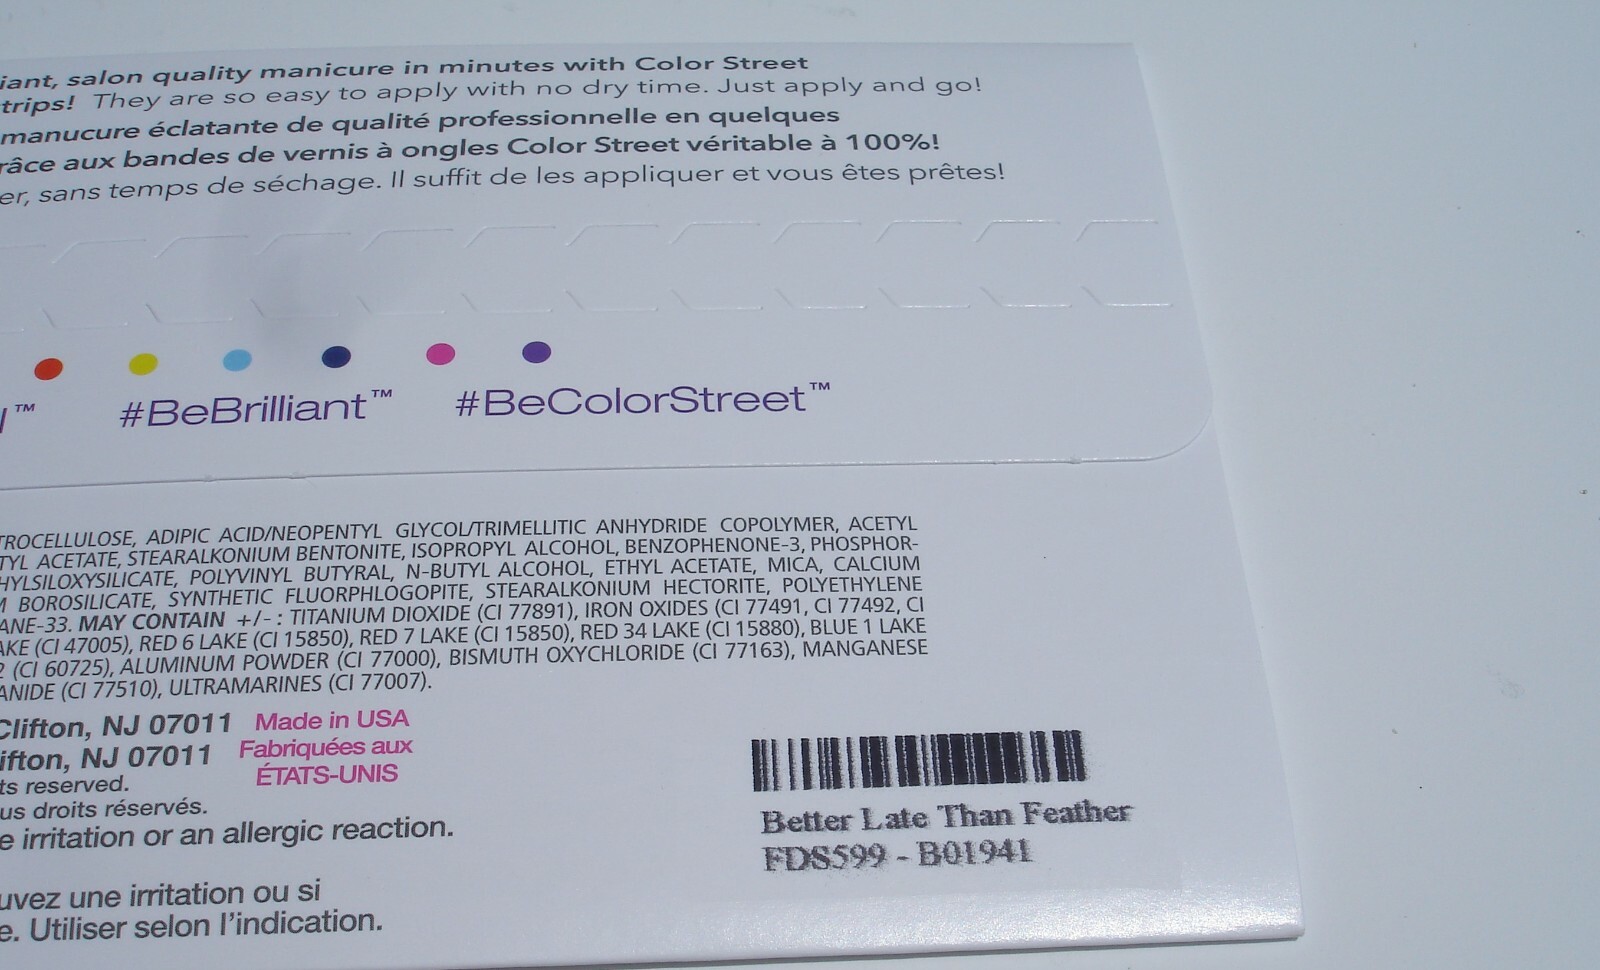 iant, salon quality manicure in minutes with Color Street
trips! They are so easy to apply with no dry time. Just apply and go!
manucure éclatante de qualité professionnelle en quelques
râce aux bandes de vernis à ongles Color Street véritable à 100%!
er, sans temps de séchage. Il suffit de les appliquer et vous êtes prêtes!
™ #BeBrilliant™ #BeColorStreet™
TROCELLULOSE, ADIPIC ACID/NEOPENTYL GLYCOL/TRIMELLITIC ANHYDRIDE COPOLYMER, ACETYL
TYL ACETATE, STEARALKONIUM BENTONITE, ISOPROPYL ALCOHOL, BENZOPHENONE-3, PHOSPHOR-
HYLSILOXYSILICATE, POLYVINYL BUTYRAL, N-BUTYL ALCOHOL, ETHYL ACETATE, MICA, CALCIUM
M BOROSILICATE, SYNTHETIC FLUORPHLOGOPITE, STEARALKONIUM HECTORITE, POLYETHYLENE
ANE-33. MAY CONTAIN +/- : TITANIUM DIOXIDE (CI 77891), IRON OXIDES (CI 77491, CI 77492, CI
AKE (CI 47005), RED 6 LAKE (CI 15850), RED 7 LAKE (CI 15850), RED 34 LAKE (CI 15880), BLUE 1 LAKE
2 (CI 60725), ALUMINUM POWDER (CI 77000), BISMUTH OXYCHLORIDE (CI 77163), MANGANESE
ANIDE (CI 77510), ULTRAMARINES (CI 77007).
Clifton, NJ 07011 Made in USA
ifton, NJ 07011 Fabriquées aux
ÉTATS-UNIS
ts reserved.
us droits réservés.
e irritation or an allergic reaction.
uvez une irritation ou si
e. Utiliser selon l'indication.
Better Late Than Feather
FDS599 - B01941